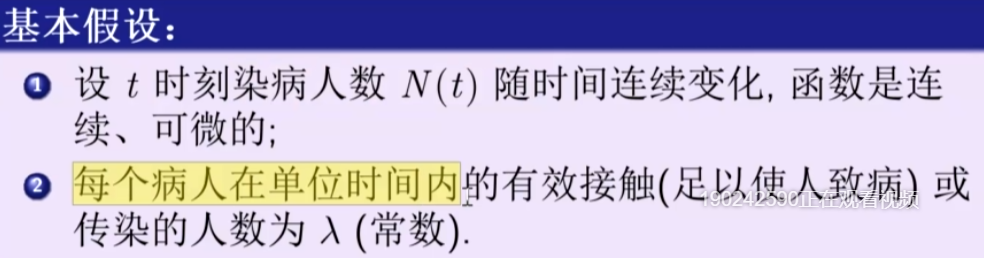 基本假设:
1 设 t 时刻染病人数 N(t) 随时间连续变化, 函数是连
续、可微的;
2 每个病人在单位时间内的有效接触(足以使人致病) 或
190242590正在观看视频
传染的人数为 λ (常数).